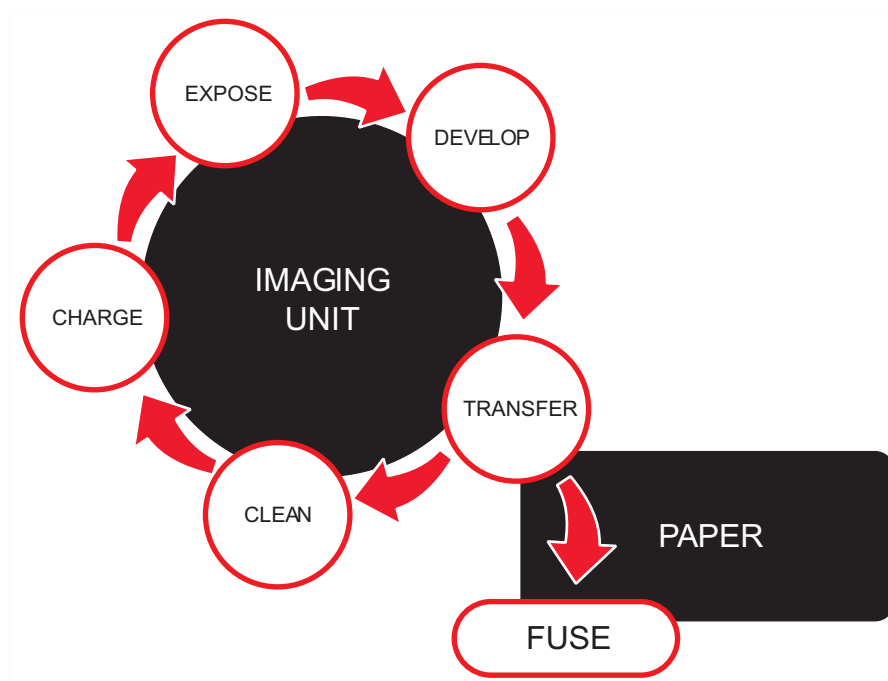 EXPOSE
DEVELOP
IMAGING
UNIT
CHARGE
TRANSFER
CLEAN
PAPER
FUSE